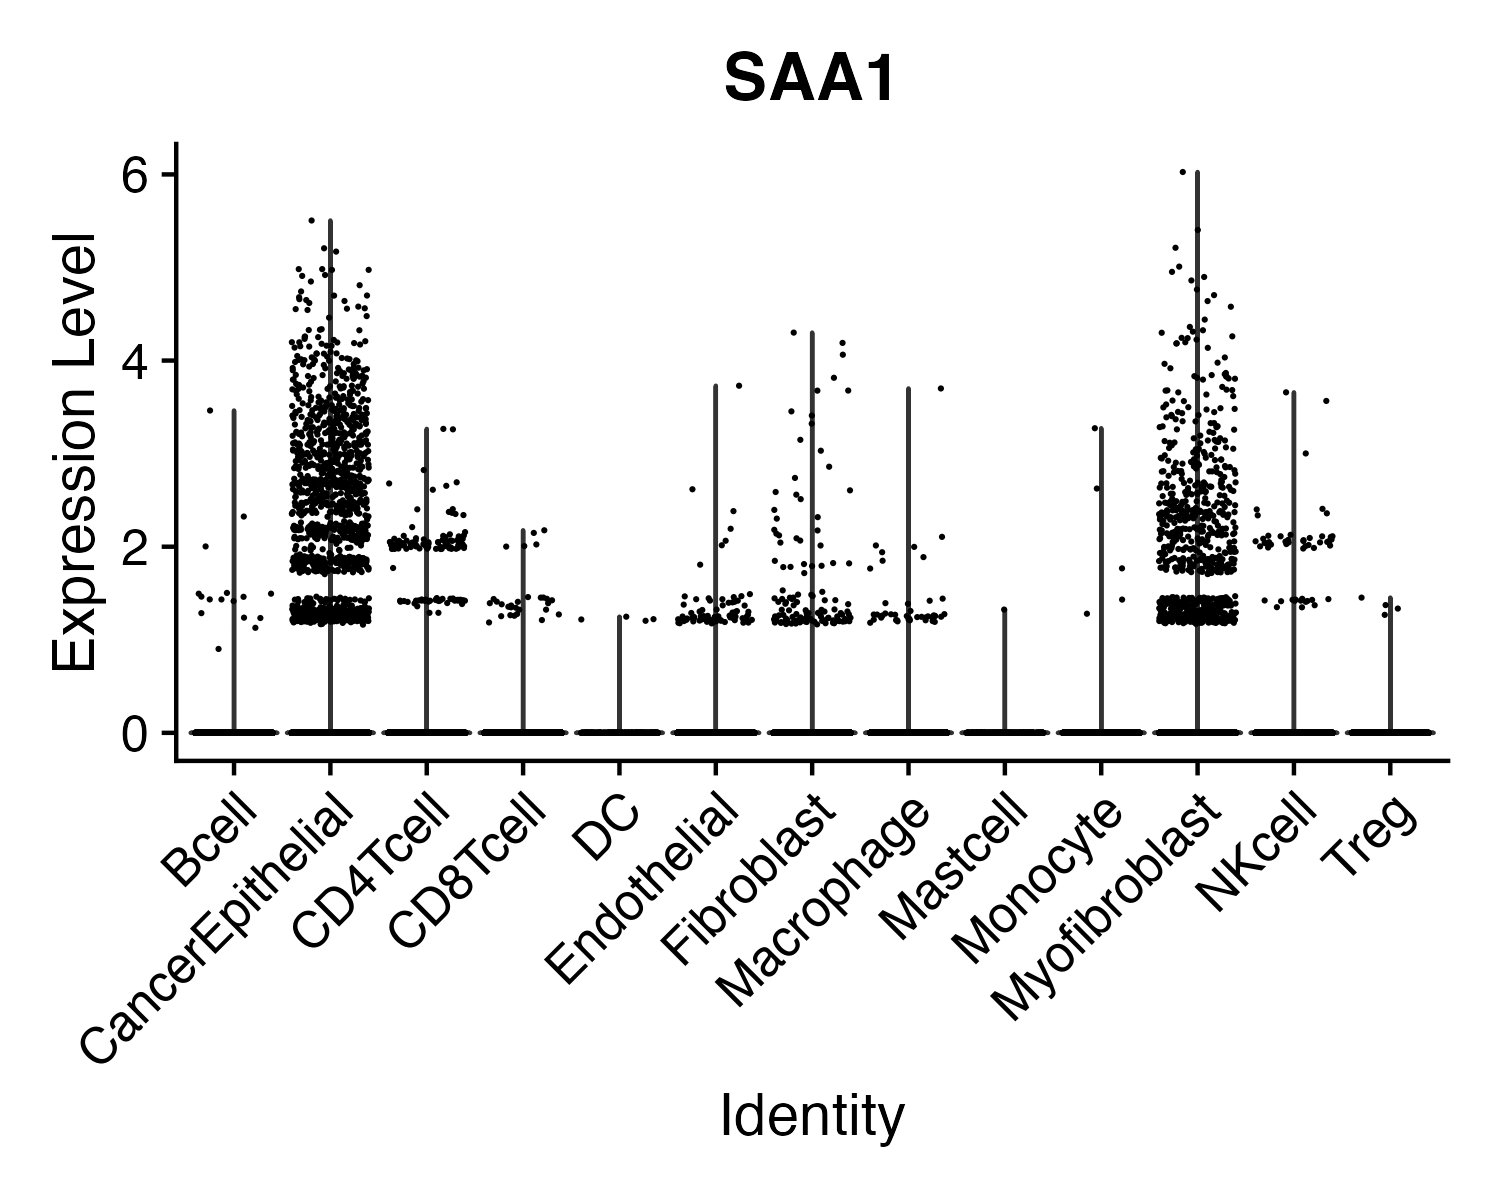 SAA1
Expression Level
6
4
2
0
Bcell
CancerEpithelial
CD4Tcell
CD8Tcell
DC
Endothelial
Fibroblast
Macrophage
Mastcell
Monocyte
Myofibroblast
NKcell
Treg
Identity